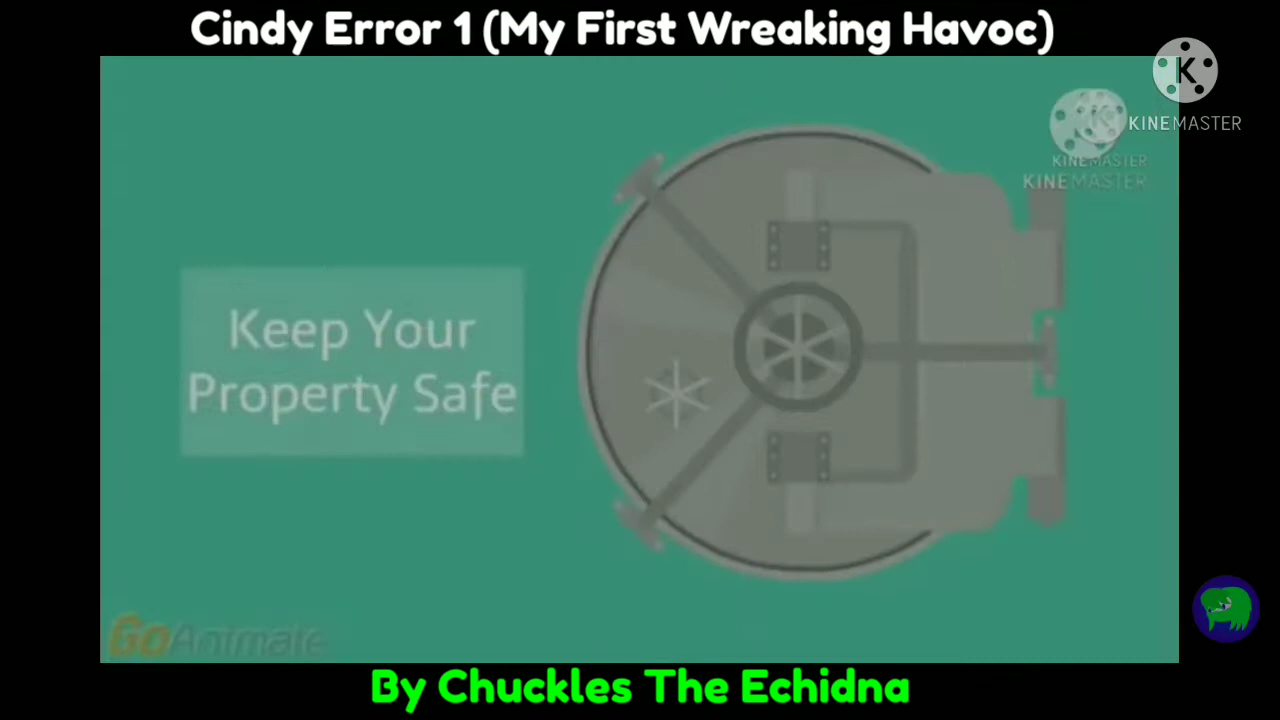 Cindy Error 1 (My First Wreaking Havoc)
K
KINEMASTER
KINEMASTER
KINEMASTER
Keep Your
Property Safe
GoAnimate
By Chuckles The Echidna